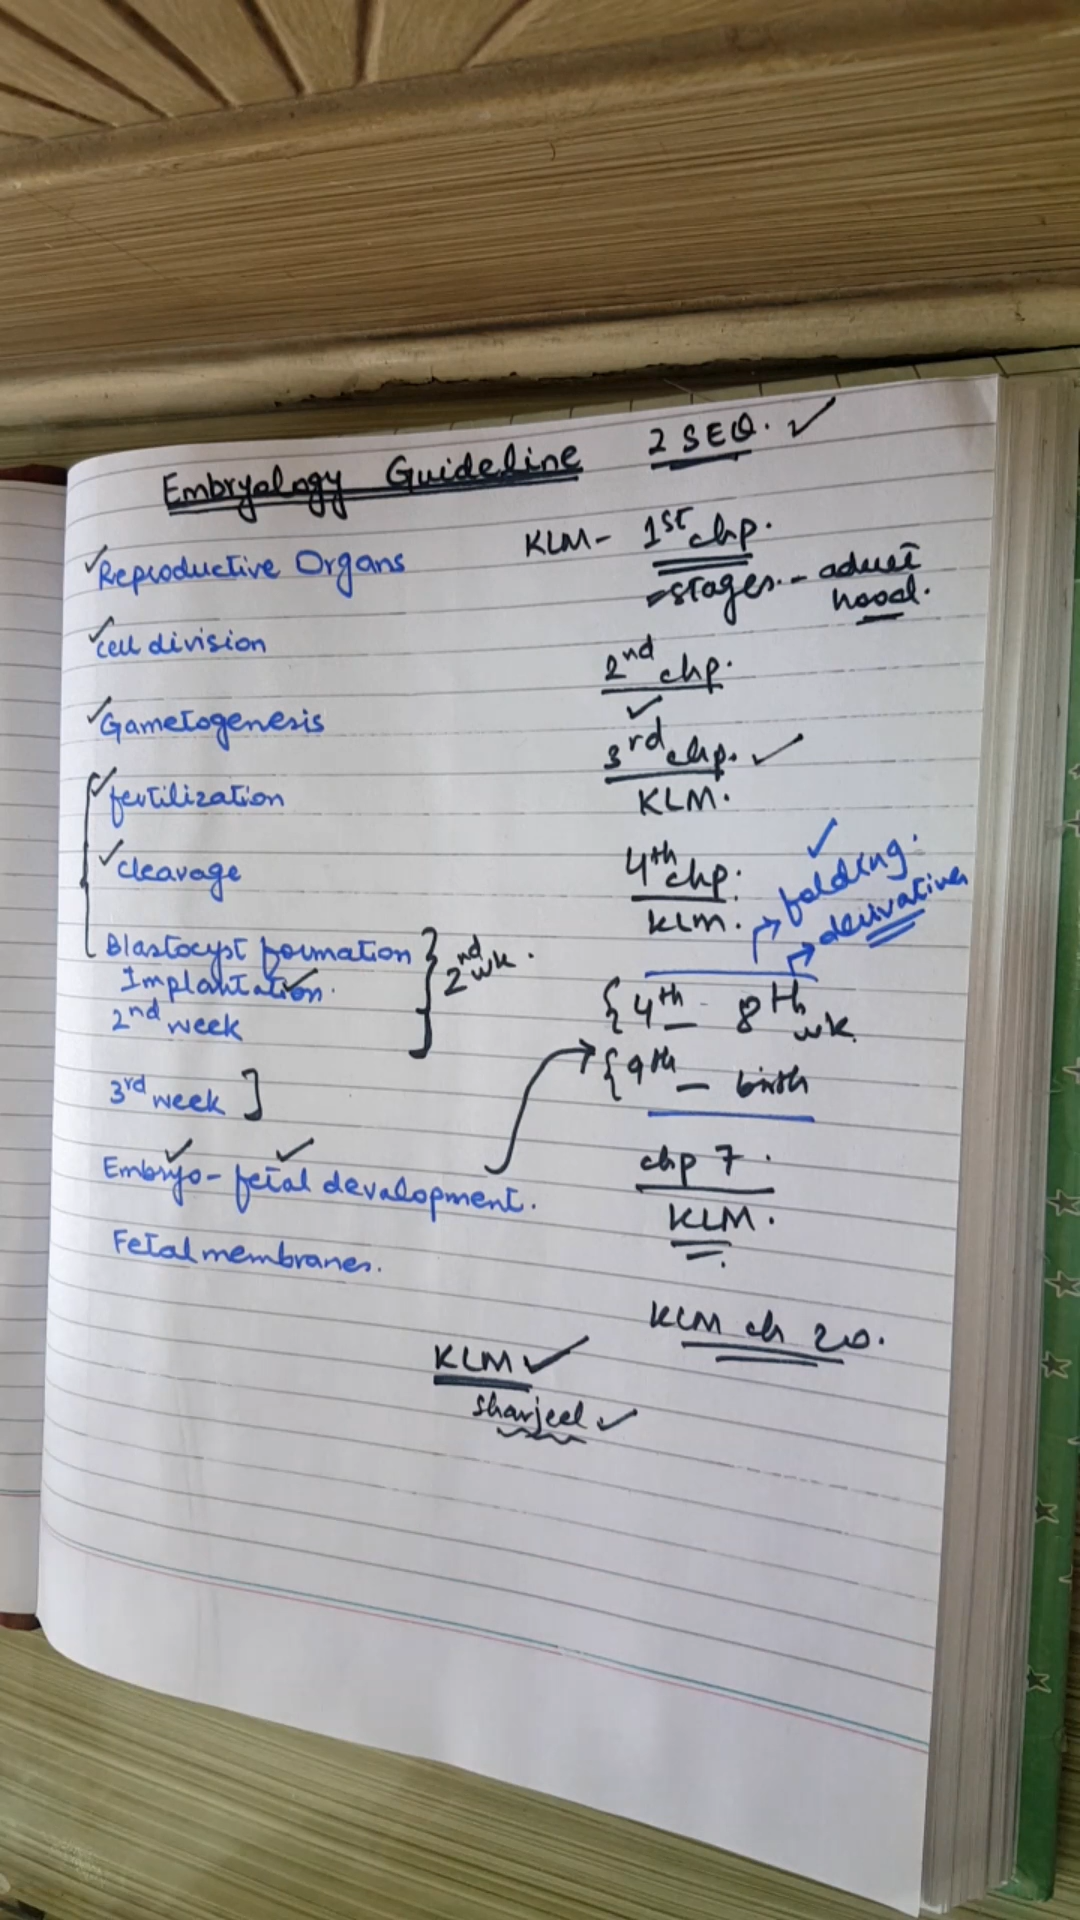 Embryology Guideline 2 SEQ.
Reproductive Organs
KLM- 1st chp.
stages. - adult
hood.
cell division
2nd chp.
Gametogenesis
3rd chp.
KLM.
fertilization
cleavage
4th chp.
KLM.
folding.
derivatives
Blastocyst formation
Implantation.
2nd week
2nd wk.
4th - 8th wk
9th - birth
3rd week
Embryo-fetal devalopment.
chp 7.
KLM.
Fetal membranes.
KLM ch 20.
KLM
Sharjeel